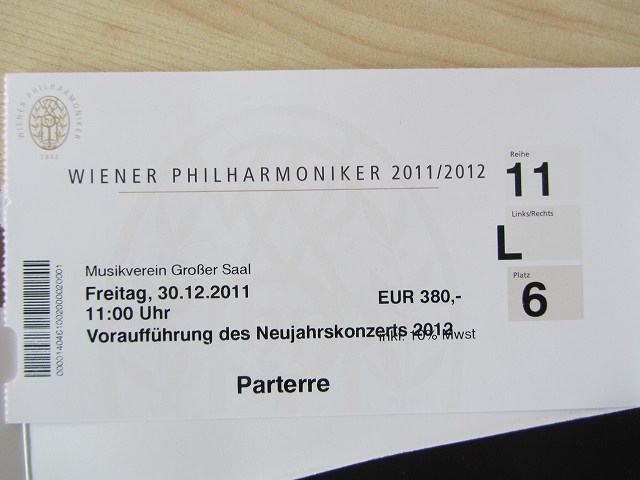 WIENER PHILHARMONIKER
1842
WIENER PHILHARMONIKER 2011/2012
Reihe
11
Links/Rechts
L
Platz
6
Musikverein Großer Saal
Freitag, 30.12.2011
11:00 Uhr
EUR 380,-
Voraufführung des Neujahrskonzerts 2012
inkl. 10% Mwst
Parterre